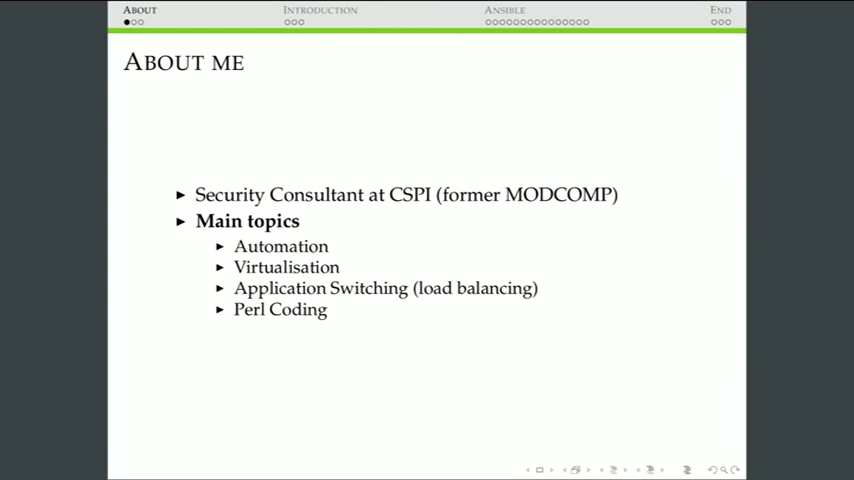 ABOUT INTRODUCTION ANSIBLE END
ABOUT ME
Security Consultant at CSPI (former MODCOMP)
Main topics
Automation
Virtualisation
Application Switching (load balancing)
Perl Coding